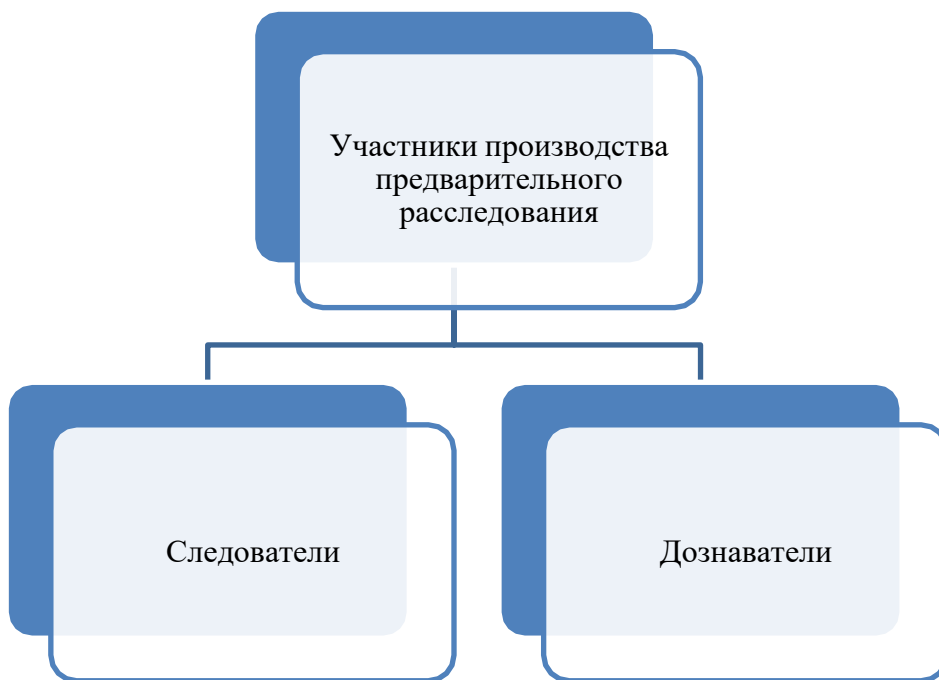 Участники производства
предварительного
расследования
Следователи
Дознаватели